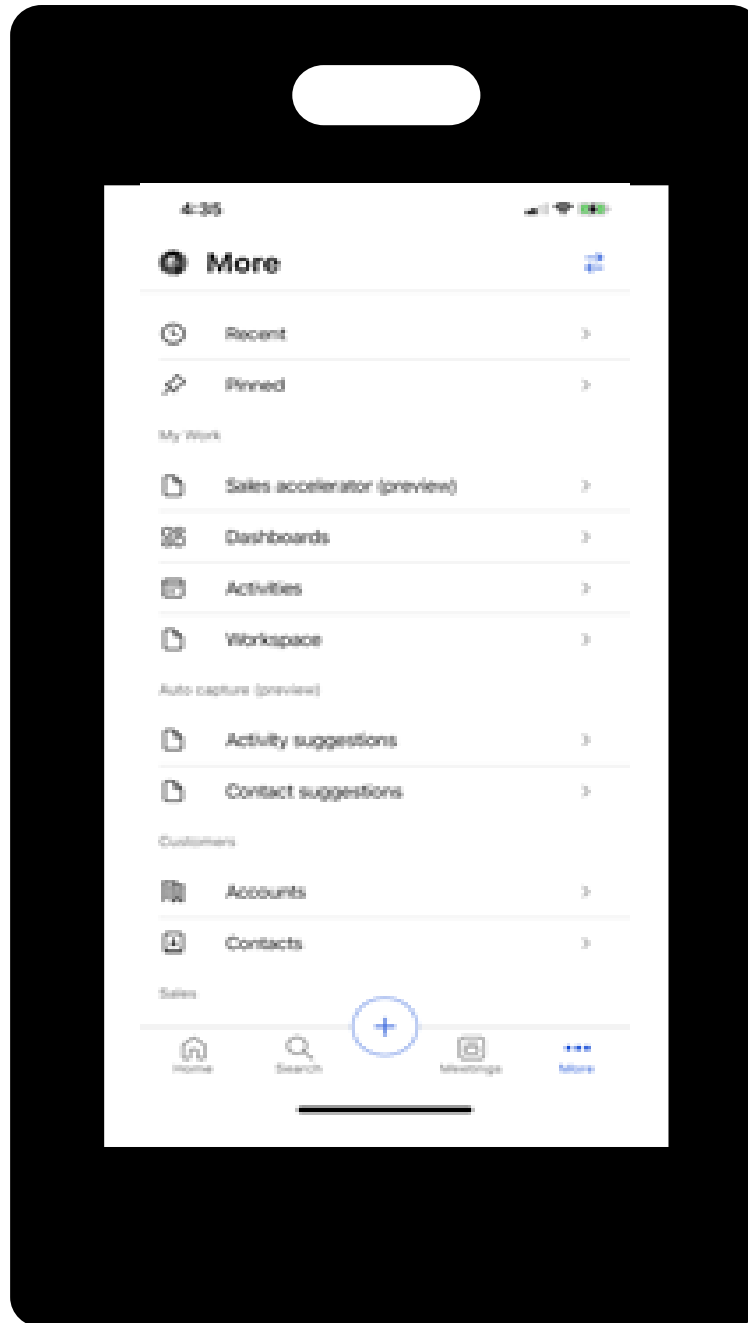 4:35
More
Recent
Pinned
My Work
Sales accelerator (preview)
Dashboards
Activities
Workspace
Auto capture (preview)
Activity suggestions
Contact suggestions
Customers
Accounts
Contacts
Sales
Home
Search
Meetings
More